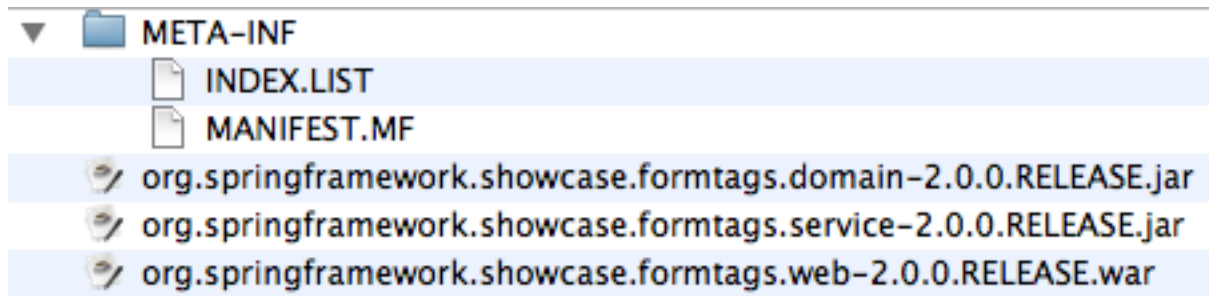 META-INF
INDEX.LIST
MANIFEST.MF
org.springframework.showcase.formtags.domain-2.0.0.RELEASE.jar
org.springframework.showcase.formtags.service-2.0.0.RELEASE.jar
org.springframework.showcase.formtags.web-2.0.0.RELEASE.war